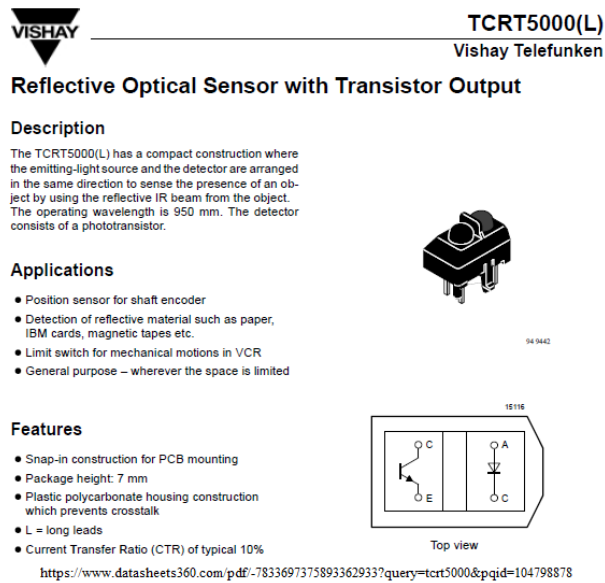 VISHAY
TCRT5000(L)
Vishay Telefunken
Reflective Optical Sensor with Transistor Output
Description
The TCRT5000(L) has a compact construction where
the emitting-light source and the detector are arranged
in the same direction to sense the presence of an ob-
ject by using the reflective IR beam from the object.
The operating wavelength is 950 mm. The detector
consists of a phototransistor.
Applications
● Position sensor for shaft encoder
● Detection of reflective material such as paper,
IBM cards, magnetic tapes etc.
● Limit switch for mechanical motions in VCR
● General purpose – wherever the space is limited
94 9442
Features
● Snap-in construction for PCB mounting
● Package height: 7 mm
● Plastic polycarbonate housing construction
which prevents crosstalk
● L = long leads
● Current Transfer Ratio (CTR) of typical 10%
15116
C A
E C
Top view
https://www.datasheets360.com/pdf/-7833697375893362933?query=tcrt5000&pqid=104798878